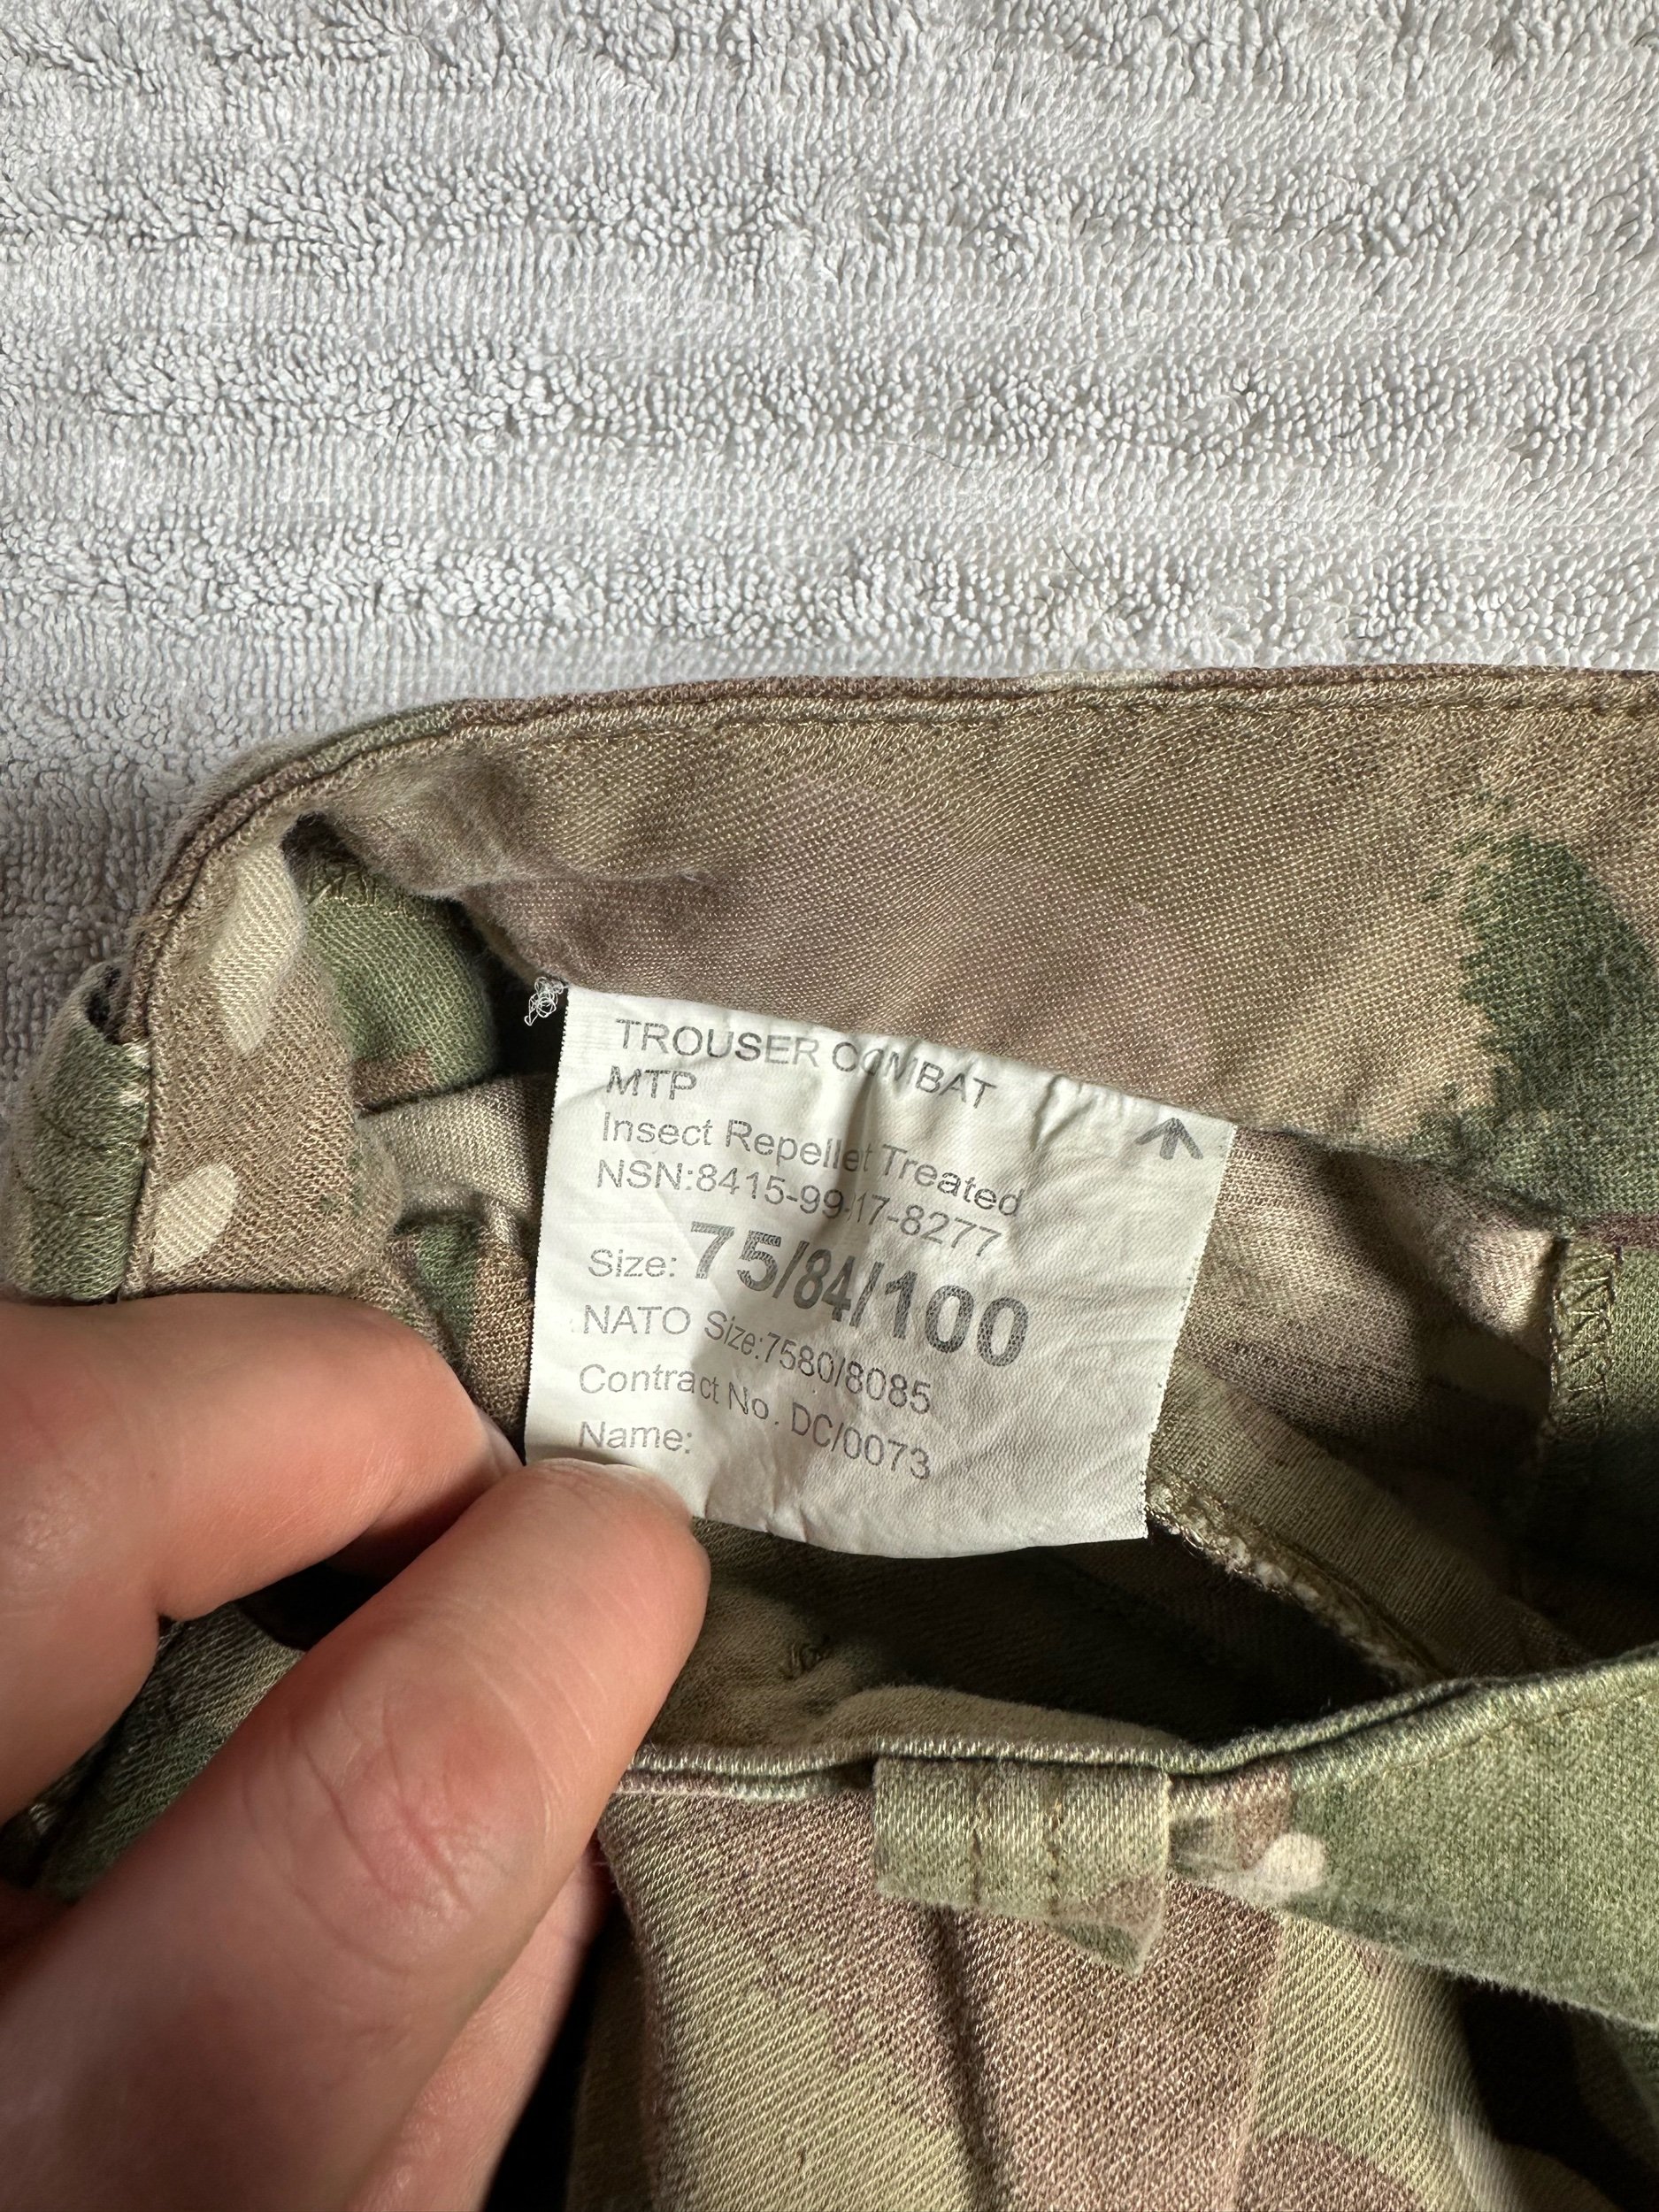 TROUSER COMBAT
MTP
Insect Repellet Treated
NSN:8415-99-17-8277
Size: 75/84/100
NATO Size:7580/8085
Contract No. DC/0073
Name: